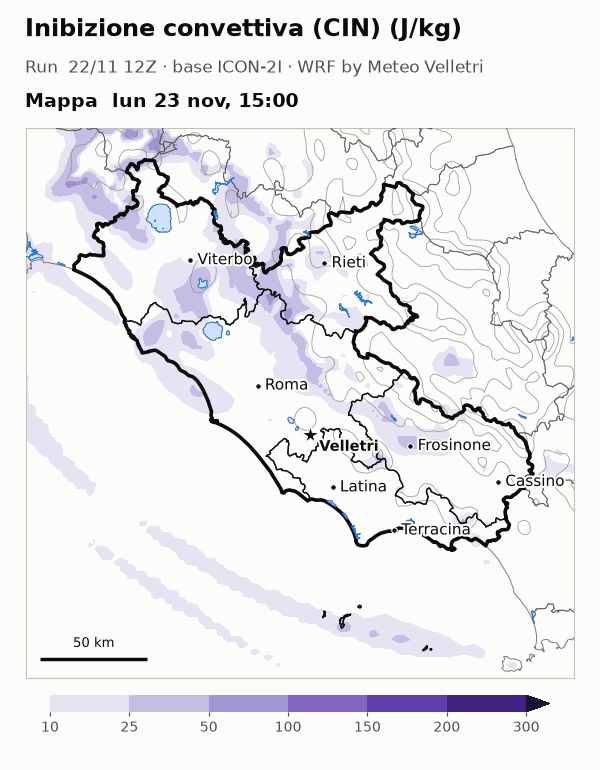 Inibizione convettiva (CIN) (J/kg)
Run  22/11 12Z · base ICON-2I · WRF by Meteo Velletri
Mappa  lun 23 nov, 15:00
Viterbo
Rieti
Roma
Velletri
Frosinone
Cassino
Latina
Terracina
50 km
10 25 50 100 150 200 300